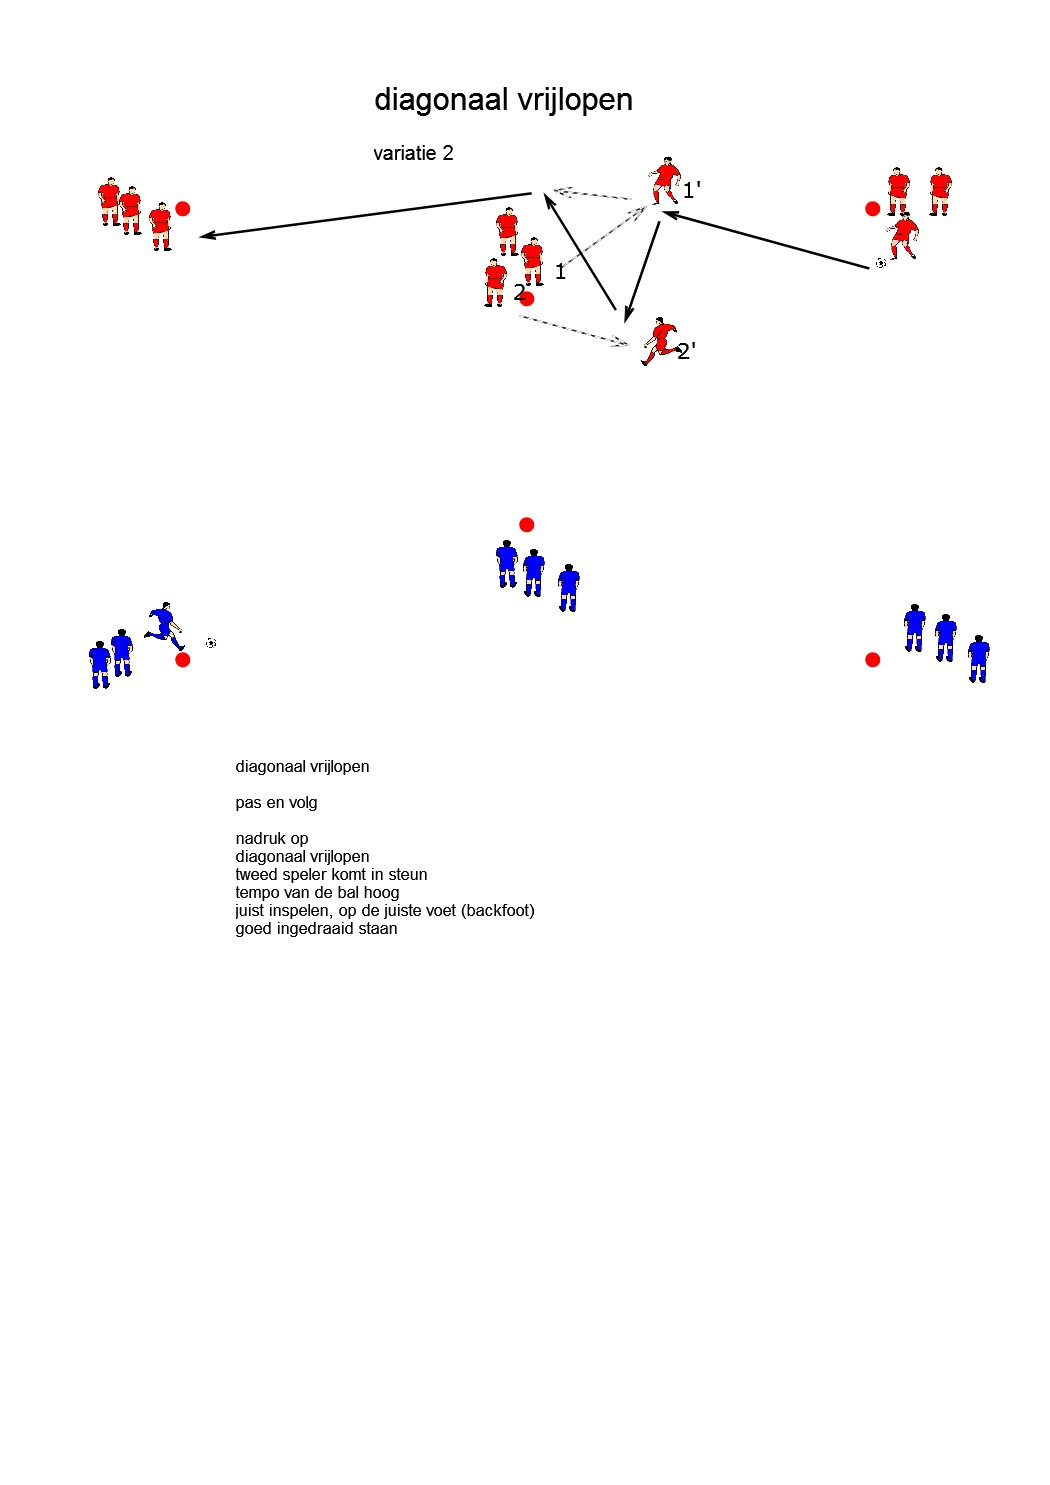 diagonaal vrijlopen
variatie 2
1'
1
2
2'
diagonaal vrijlopen
pas en volg
nadruk op
diagonaal vrijlopen
tweed speler komt in steun
tempo van de bal hoog
juist inspelen, op de juiste voet (backfoot)
goed ingedraaid staan